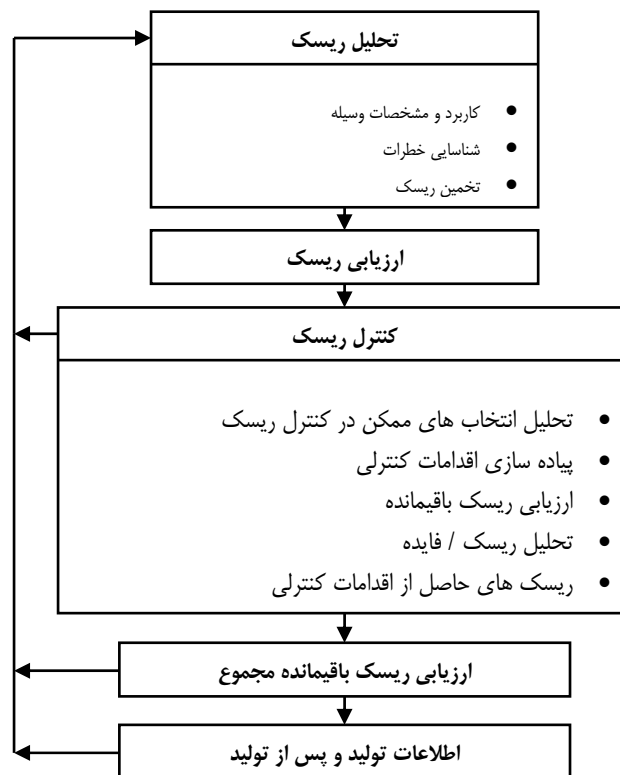 تحلیل ریسک
● کاربرد و مشخصات وسیله
● شناسایی خطرات
● تخمین ریسک
ارزیابی ریسک
کنترل ریسک
● تحلیل انتخاب های ممکن در کنترل ریسک
● پیاده سازی اقدامات کنترلی
● ارزیابی ریسک باقیمانده
● تحلیل ریسک / فایده
● ریسک های حاصل از اقدامات کنترلی
ارزیابی ریسک باقیمانده مجموع
اطلاعات تولید و پس از تولید